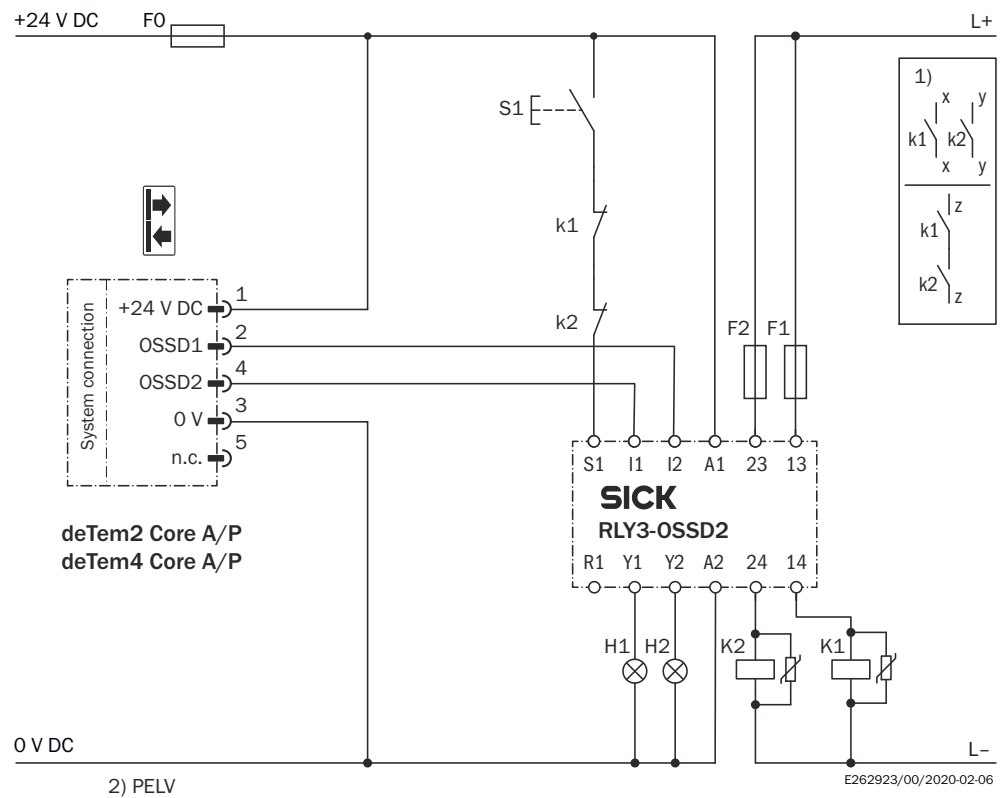 +24 V DC F0 L+
1)
x y
S1 k1 k2
x y
z
k1
k1
k2
z
+24 V DC 1
k2
F2 F1
OSSD1 2
System connection
OSSD2 4
0 V 3
n.c. 5
S1 I1 I2 A1 23 13
SICK
RLY3-OSSD2
deTem2 Core A/P
deTem4 Core A/P
R1 Y1 Y2 A2 24 14
H1 H2 K2 K1
0 V DC L–
2) PELV
E262923/00/2020-02-06